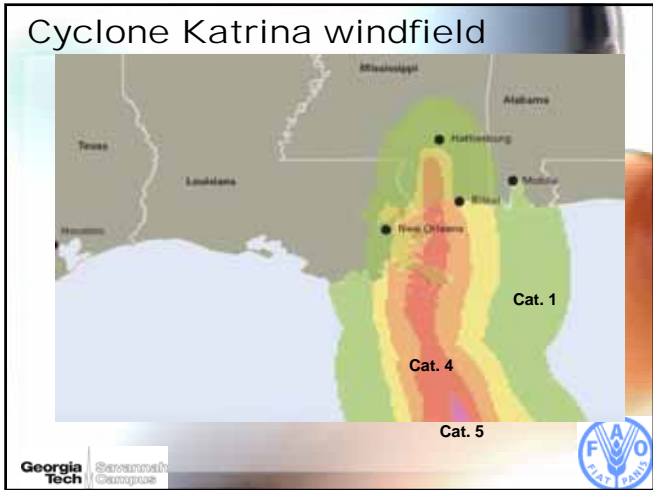 Cyclone Katrina windfield
Mississippi
Alabama
Texas
Louisiana
Hattiesburg
Mobile
Biloxi
New Orleans
Houston
Cat. 1
Cat. 4
Cat. 5
Georgia Tech
Savannah Campus
F A O
FIAT PANIS